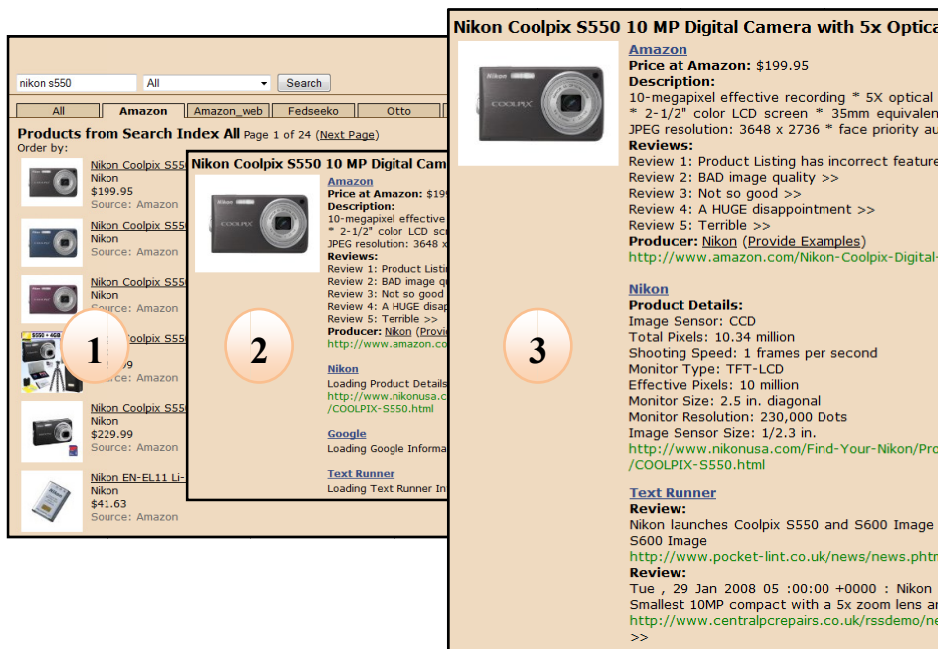 nikon s550
All
Search
All
Amazon
Amazon_web
Fedseeko
Otto
Products from Search Index All Page 1 of 24 (Next Page)
Order by:
Nikon Coolpix S55
Nikon
$199.95
Source: Amazon
Nikon Coolpix S55
Nikon
Source: Amazon
Nikon Coolpix S55
Nikon
Source: Amazon
S550 + 4GB
oolpix S55
99
ce: Amazon
Nikon Coolpix S55
Nikon
$229.99
Source: Amazon
Nikon EN-EL11 Li-
Nikon
$41.63
Source: Amazon
1
Nikon Coolpix S550 10 MP Digital Cam
Nikon
COOLPIX
Amazon
Price at Amazon: $19
Description:
10-megapixel effective
* 2-1/2" color LCD
JPEG resolution: 3648 x
Reviews:
Review 1: Product Listi
Review 2: BAD image q
Review 3: Not so good
Review 4: A HUGE disap
Review 5: Terrible >>
Producer: Nikon (Provi
http://www.amazon.co
Nikon
Loading Product Details
http://www.nikonusa.c
/COOLPIX-S550.html
Google
Loading Google Informa
Text Runner
Loading Text Runner In
2
Nikon Coolpix S550 10 MP Digital Camera with 5x Optica
Nikon
COOLPIX
Amazon
Price at Amazon: $199.95
Description:
10-megapixel effective recording * 5X optical
* 2-1/2" color LCD screen * 35mm equivalen
JPEG resolution: 3648 x 2736 * face priority au
Reviews:
Review 1: Product Listing has incorrect feature
Review 2: BAD image quality >>
Review 3: Not so good >>
Review 4: A HUGE disappointment >>
Review 5: Terrible >>
Producer: Nikon (Provide Examples)
http://www.amazon.com/Nikon-Coolpix-Digital-
Nikon
Product Details:
Image Sensor: CCD
Total Pixels: 10.34 million
Shooting Speed: 1 frames per second
Monitor Type: TFT-LCD
Effective Pixels: 10 million
Monitor Size: 2.5 in. diagonal
Monitor Resolution: 230,000 Dots
Image Sensor Size: 1/2.3 in.
http://www.nikonusa.com/Find-Your-Nikon/Pro
/COOLPIX-S550.html
Text Runner
Review:
Nikon launches Coolpix S550 and S600 Image
S600 Image
http://www.pocket-lint.co.uk/news/news.phtm
Review:
Tue , 29 Jan 2008 05 :00:00 +0000 : Nikon
Smallest 10MP compact with a 5x zoom lens an
http://www.centralpcrepairs.co.uk/rssdemo/ne
>>
3